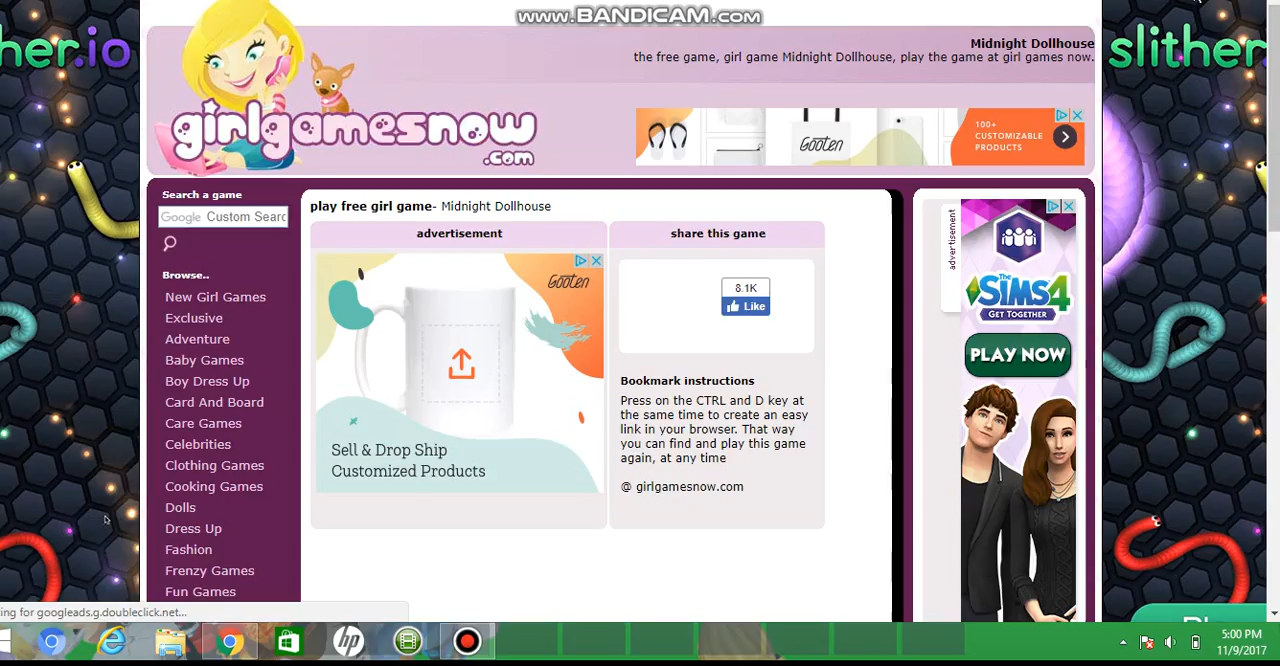 www.BANDICAM.com
her.io
slither.
Midnight Dollhouse
the free game, girl game Midnight Dollhouse, play the game at girl games now.
girlgamesnow
.com
Gooten
100+
CUSTOMIZABLE
PRODUCTS
Search a game
Google Custom Searc
Browse..
New Girl Games
Exclusive
Adventure
Baby Games
Boy Dress Up
Card And Board
Care Games
Celebrities
Clothing Games
Cooking Games
Dolls
Dress Up
Fashion
Frenzy Games
Fun Games
play free girl game- Midnight Dollhouse
advertisement
Gooten
Sell & Drop Ship
Customized Products
share this game
8.1K
Like
Bookmark instructions
Press on the CTRL and D key at
the same time to create an easy
link in your browser. That way
you can find and play this game
again, at any time
@ girlgamesnow.com
advertisement
The
SIMS 4
GET TOGETHER
PLAY NOW
ing for googleads.g.doubleclick.net...
hp
5:00 PM
11/9/2017